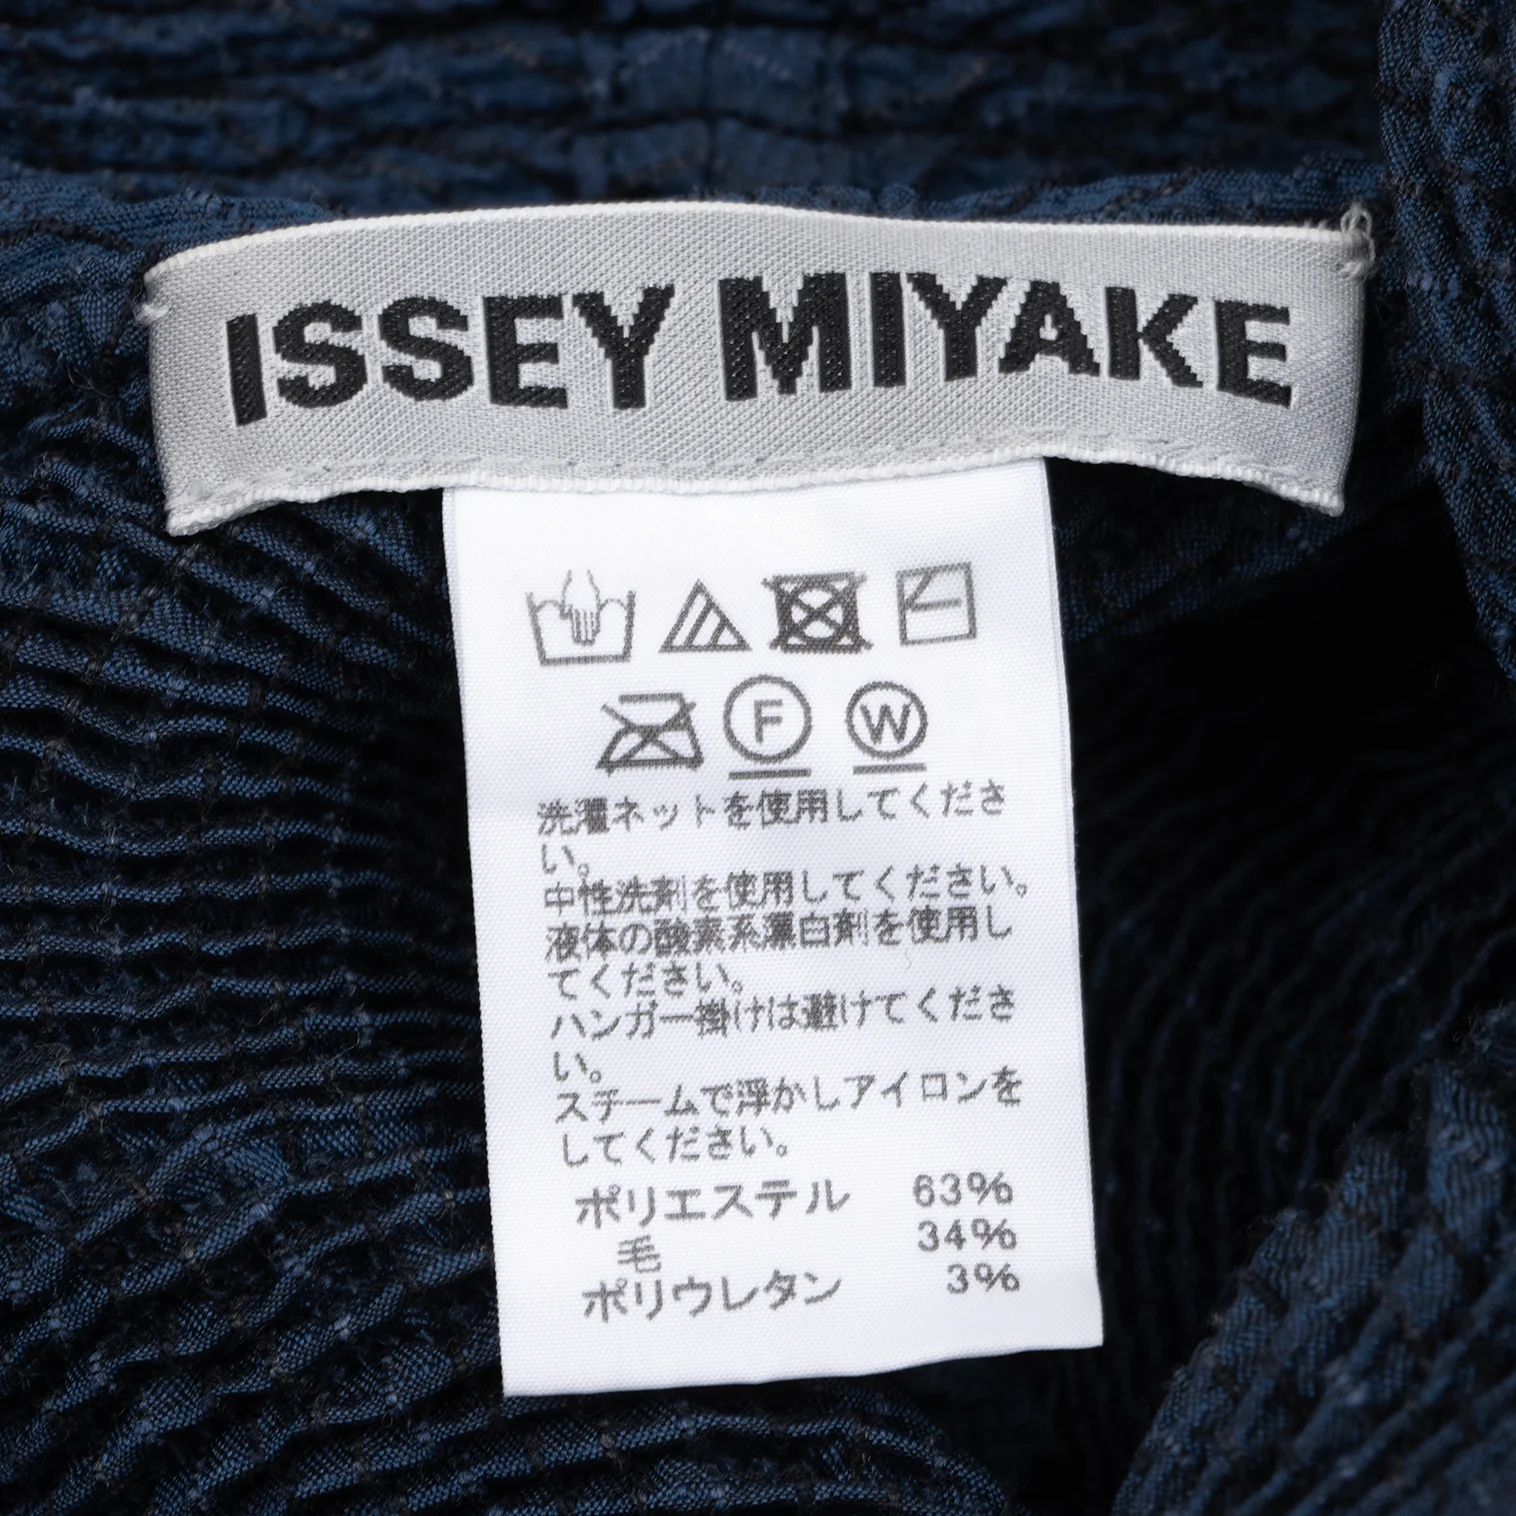 ISSEY MIYAKE
F W
洗濯ネットを使用してくださ
い。
中性洗剤を使用してください。
液体の酸素系漂白剤を使用し
てください。
ハンガー掛けは避けてくださ
い。
スチームで浮かしアイロンを
してください。
ポリエステル 63%
毛 34%
ポリウレタン 3%